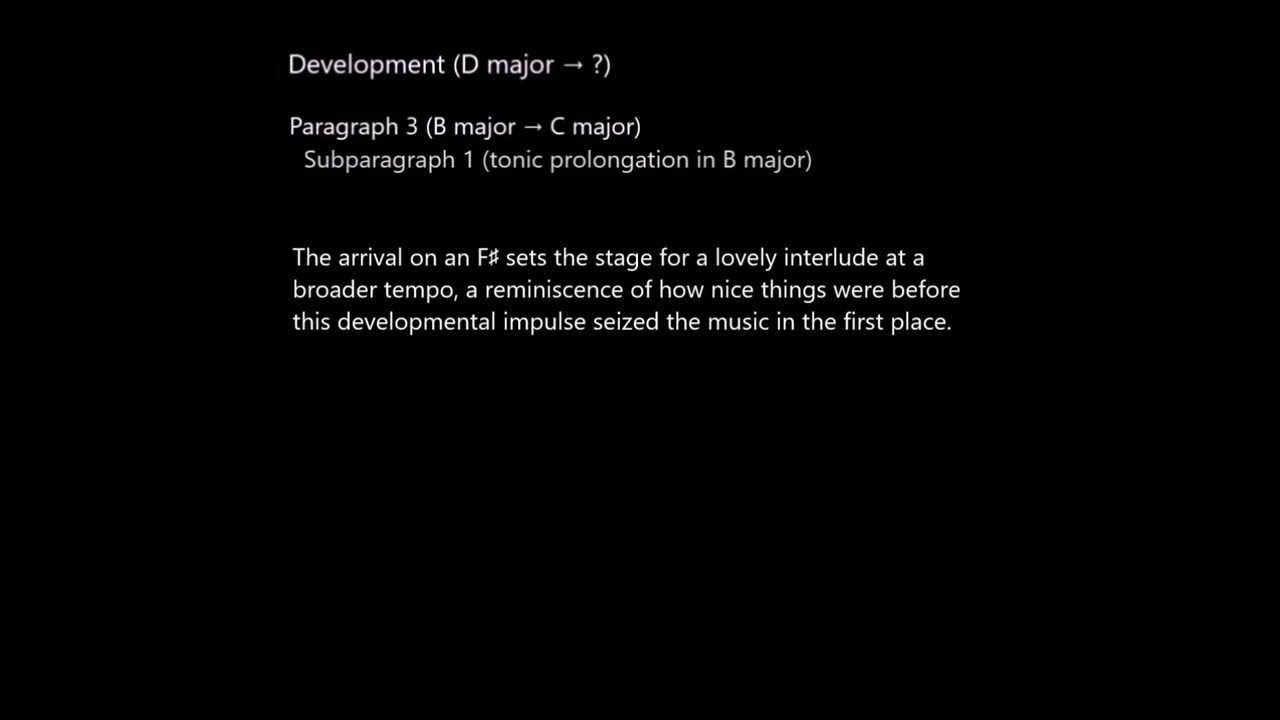 Development (D major → ?)
Paragraph 3 (B major → C major)
Subparagraph 1 (tonic prolongation in B major)
The arrival on an F♯ sets the stage for a lovely interlude at a
broader tempo, a reminiscence of how nice things were before
this developmental impulse seized the music in the first place.